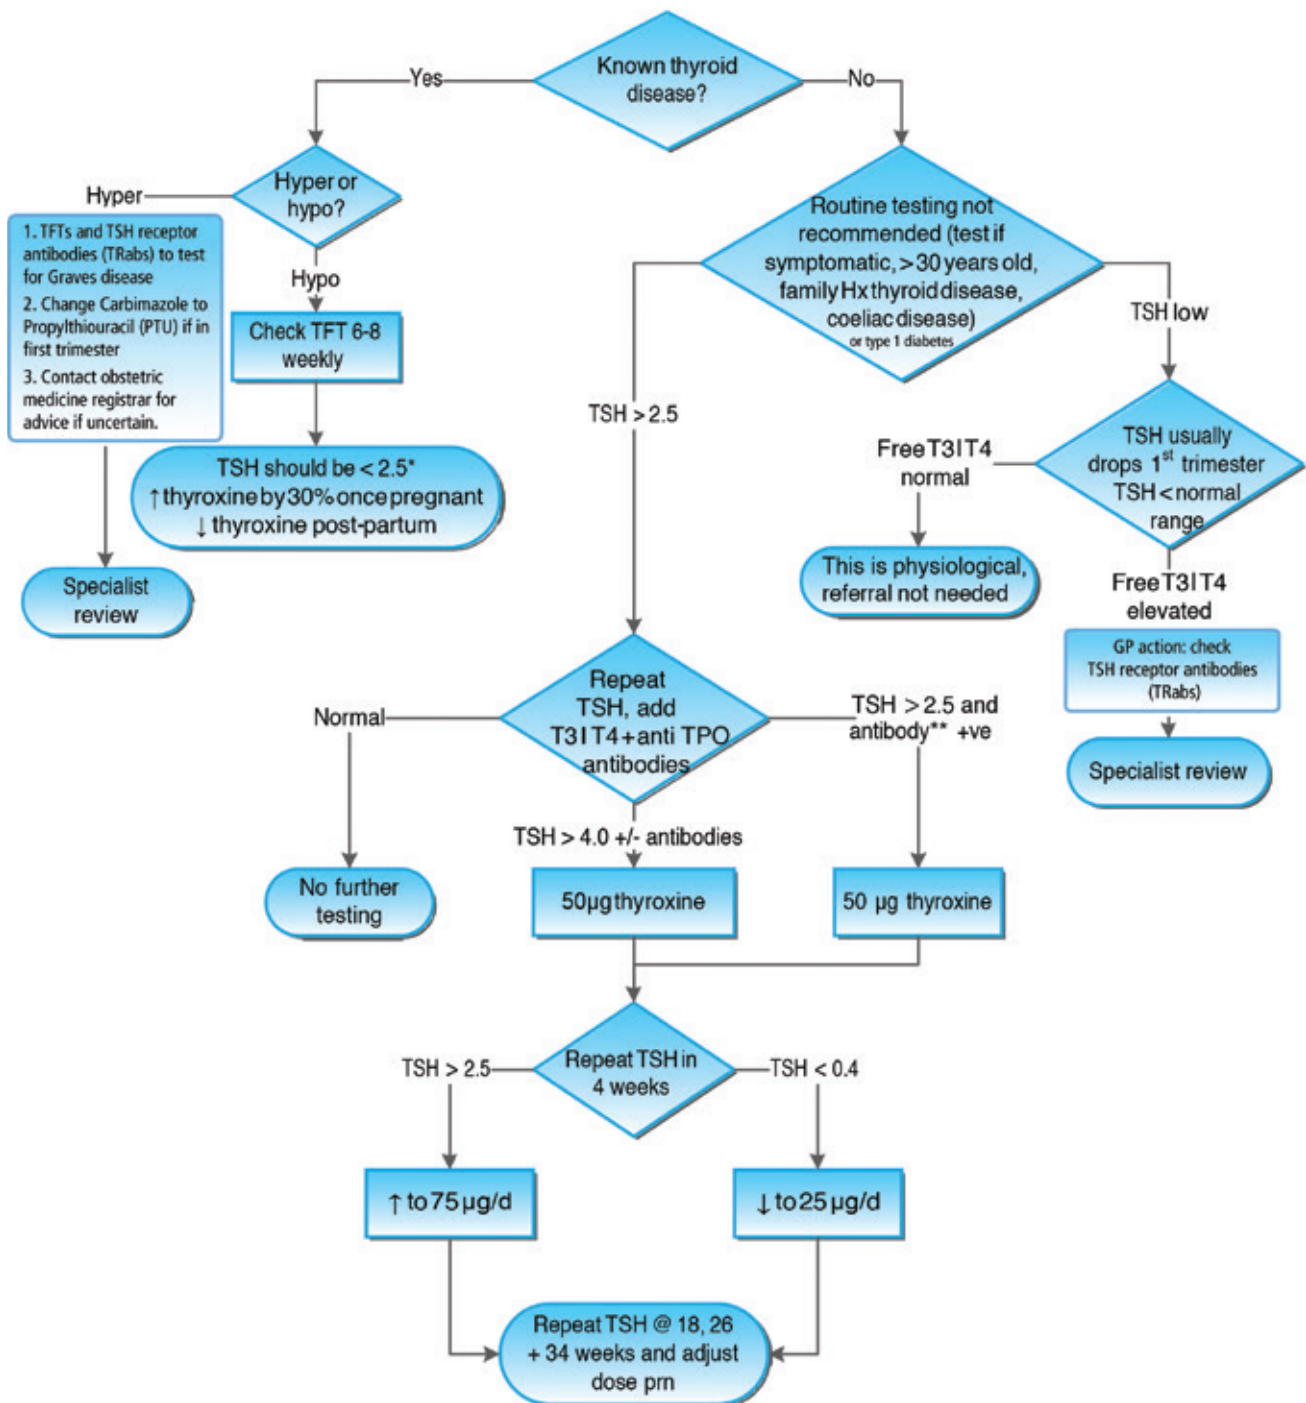 Known thyroid
disease?
Yes
No
Hyper or
hypo?
Hyper
1. TFTs and TSH receptor
antibodies (TRabs) to test
for Graves disease
2. Change Carbimazole to
Propylthiouracil (PTU) if in
first trimester
3. Contact obstetric
medicine registrar for
advice if uncertain.
Specialist
review
Hypo
Check TFT 6-8
weekly
TSH should be < 2.5*
↑ thyroxine by 30% once pregnant
↓ thyroxine post-partum
Routine testing not
recommended (test if
symptomatic, > 30 years old,
family Hx thyroid disease,
coeliac disease)
or type 1 diabetes
TSH > 2.5
TSH low
TSH usually
drops 1st trimester
TSH < normal
range
Free T3 I T4
normal
This is physiological,
referral not needed
Free T3 I T4
elevated
GP action: check
TSH receptor antibodies
(TRabs)
Specialist review
Repeat
TSH, add
T3 I T4 + anti TPO
antibodies
Normal
No further
testing
TSH > 4.0 +/- antibodies
50µg thyroxine
TSH > 2.5 and
antibody** +ve
50 µg thyroxine
Repeat TSH in
4 weeks
TSH > 2.5
TSH < 0.4
↑ to 75 µg/d
↓ to 25 µg/d
Repeat TSH @ 18, 26
+ 34 weeks and adjust
dose prn